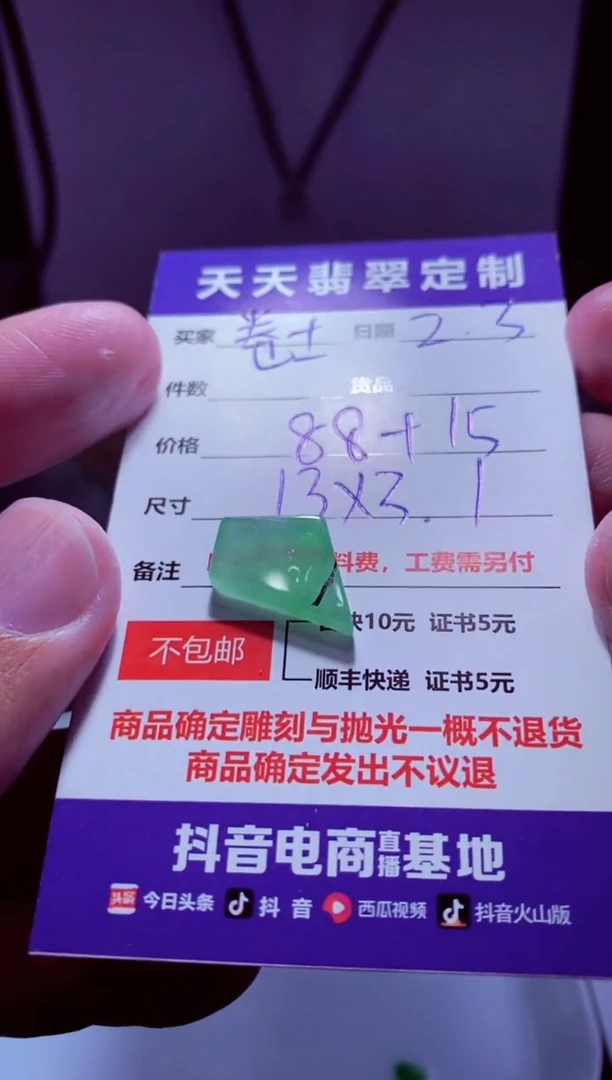 天天翡翠定制
买家 卷土 日期 2.3
件数 货品
价格 88+15
尺寸 13×3.1
备注 料费，工费需另付
不包邮
快10元 证书5元
顺丰快递 证书5元
商品确定雕刻与抛光一概不退货
商品确定发出不议退
抖音电商直播基地
头条 今日头条 抖音 西瓜视频 抖音火山版